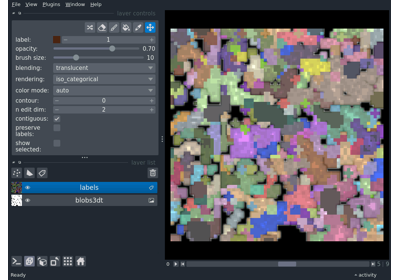 File View Plugins Window Help
layer controls
label: 1
opacity: 0.70
brush size: 10
blending: translucent
rendering: iso_categorical
color mode: auto
contour: 0
n edit dim: 2
contiguous:
preserve
labels:
show
selected:
layer list
labels
blobs3dt
Ready
activity